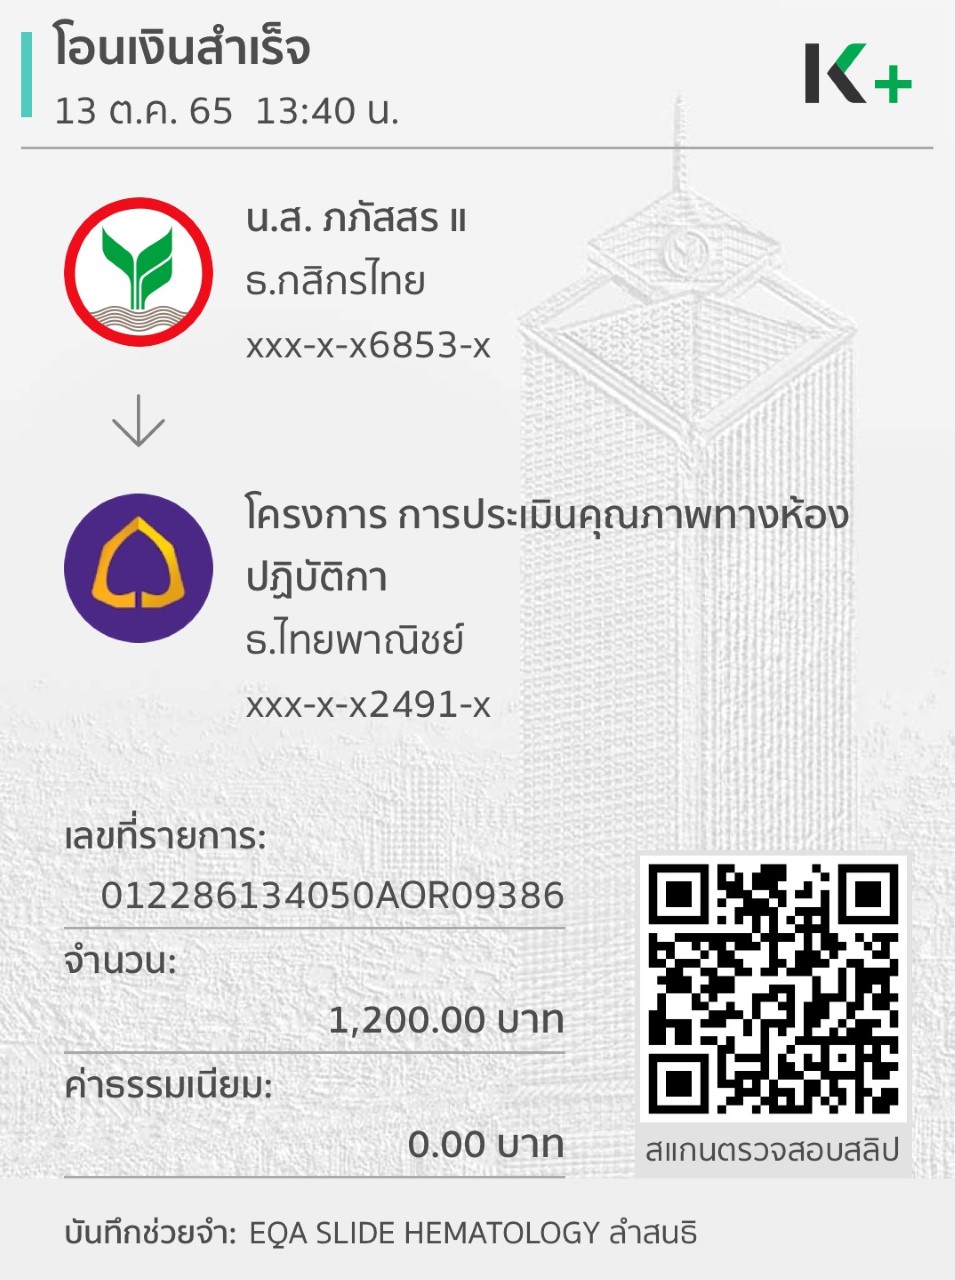 โอนเงินสำเร็จ
13 ต.ค. 65 13:40 น.
K+
น.ส. ภภัสสร แ
ธ.กสิกรไทย
xxx-x-x6853-x
โครงการ การประเมินคุณภาพทางห้อง
ปฏิบัติกา
ธ.ไทยพาณิชย์
xxx-x-x2491-x
เลขที่รายการ:
012286134050AOR09386
จำนวน:
1,200.00 บาท
ค่าธรรมเนียม:
0.00 บาท
สแกนตรวจสอบสลิป
บันทึกช่วยจำ: EQA SLIDE HEMATOLOGY ลำสนธิ